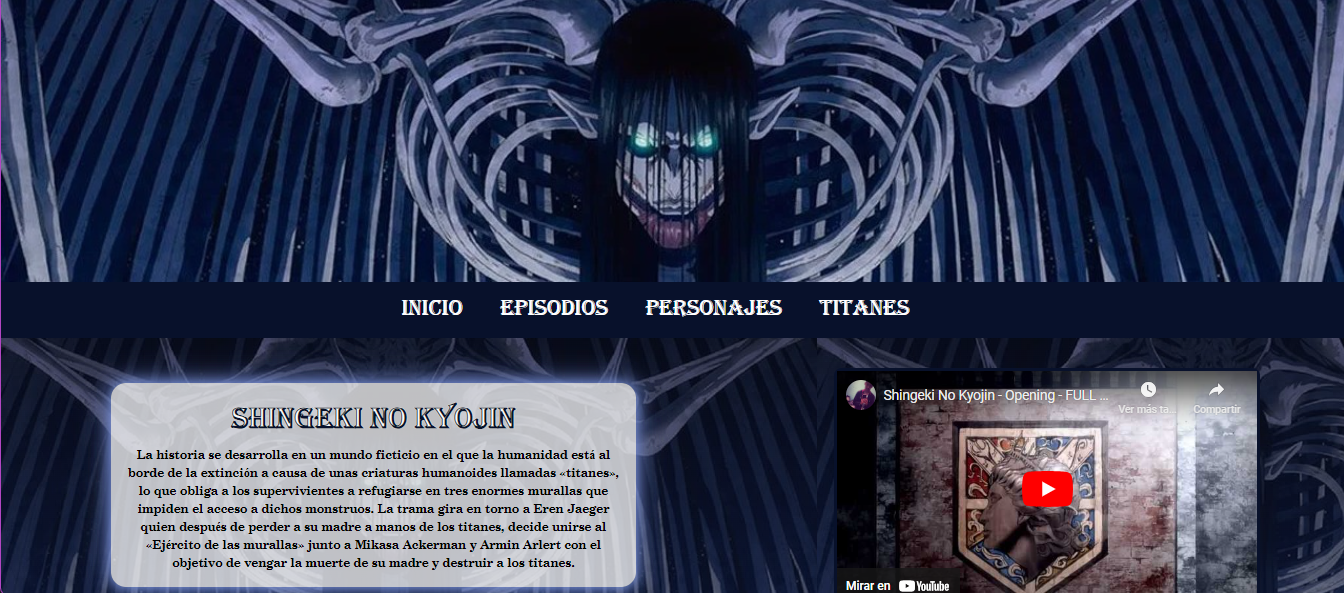 INICIO EPISODIOS PERSONAJES TITANES
SHINGEKI NO KYOJIN
La historia se desarrolla en un mundo ficticio en el que la humanidad está al
borde de la extinción a causa de unas criaturas humanoides llamadas «titanes»,
lo que obliga a los supervivientes a refugiarse en tres enormes murallas que
impiden el acceso a dichos monstruos. La trama gira en torno a Eren Jaeger
quien después de perder a su madre a manos de los titanes, decide unirse al
«Ejército de las murallas» junto a Mikasa Ackerman y Armin Arlert con el
objetivo de vengar la muerte de su madre y destruir a los titanes.
Shingeki No Kyojin - Opening - FULL ...
Ver más ta...
Compartir
Mirar en YouTube